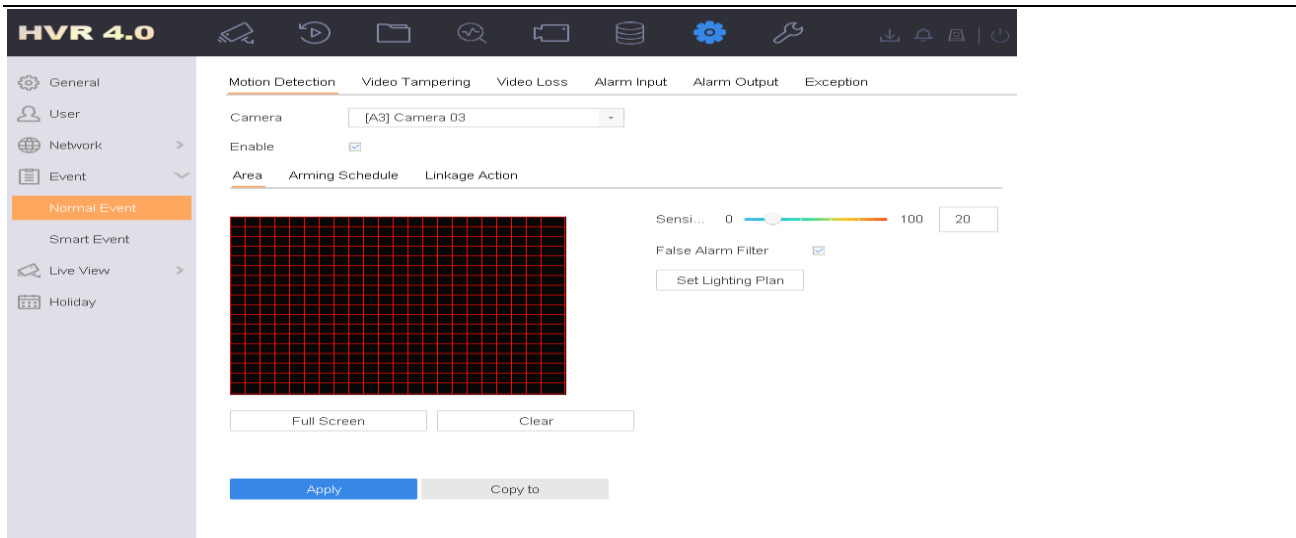 HVR 4.0
General
User
Network >
Event
Normal Event
Smart Event
Live View >
Holiday
Motion Detection Video Tampering Video Loss Alarm Input Alarm Output Exception
Camera [A3] Camera 03
Enable
Area Arming Schedule Linkage Action
Sensi... 0 100 20
False Alarm Filter
Set Lighting Plan
Full Screen Clear
Apply Copy to